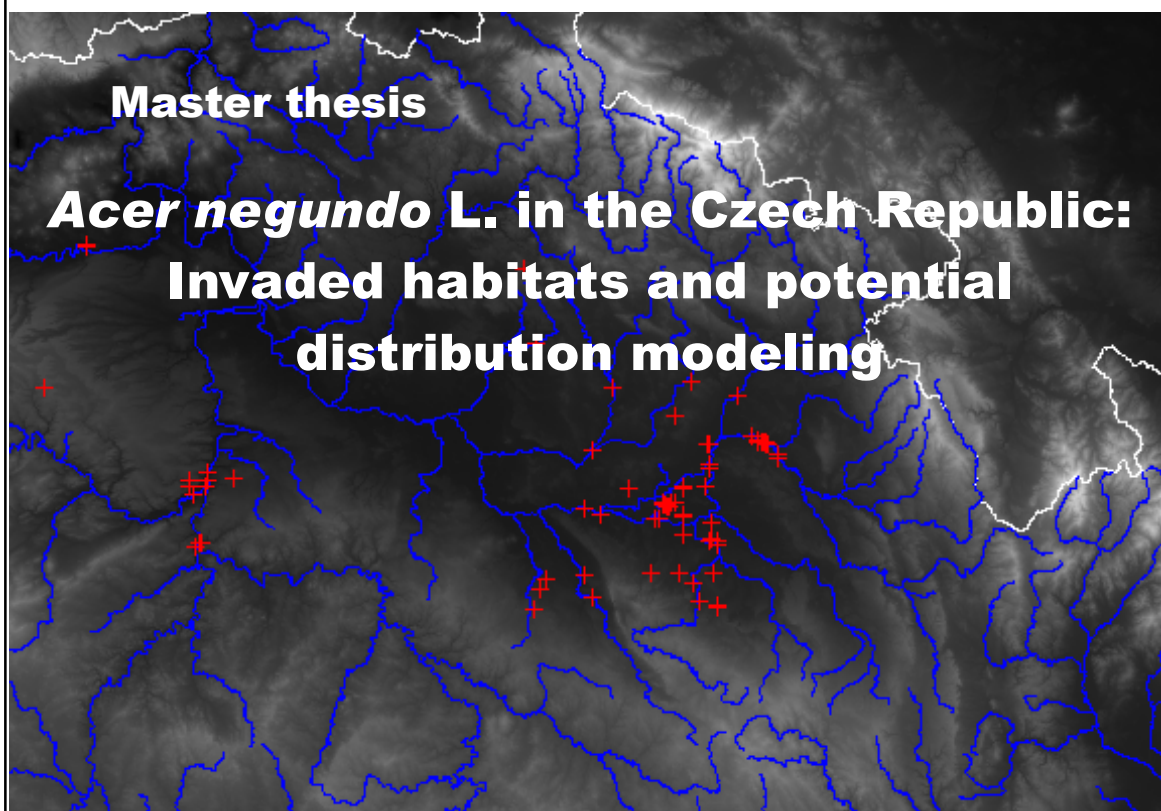 Master thesis
Acer negundo L. in the Czech Republic:
Invaded habitats and potential
distribution modeling